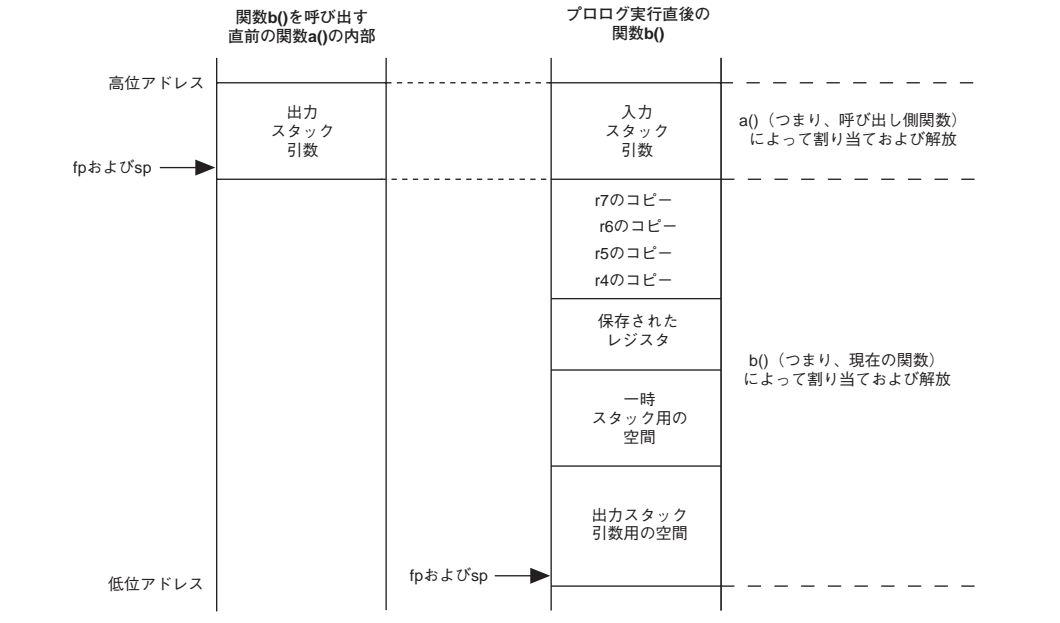 関数b()を呼び出す
直前の関数a()の内部
プロログ実行直後の
関数b()
高位アドレス
出力
スタック
引数
入力
スタック
引数
a()（つまり、呼び出し側関数）
によって割り当ておよび解放
fpおよびsp
r7のコピー
r6のコピー
r5のコピー
r4のコピー
保存された
レジスタ
b()（つまり、現在の関数）
によって割り当ておよび解放
一時
スタック用の
空間
出力スタック
引数用の空間
fpおよびsp
低位アドレス